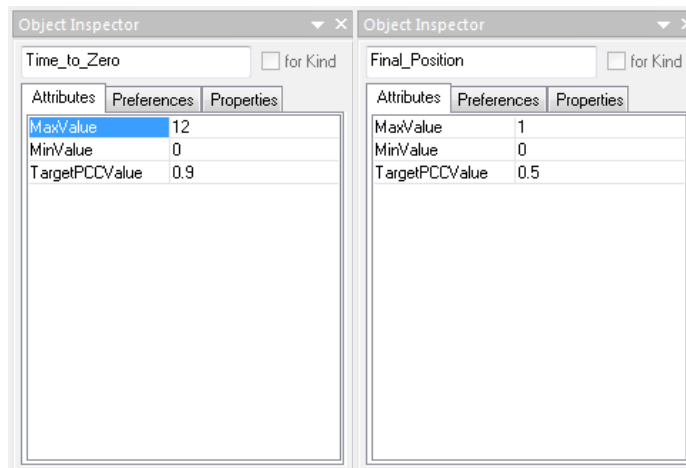 Object Inspector
Time_to_Zero for Kind
Attributes Preferences Properties
MaxValue 12
MinValue 0
TargetPCCValue 0.9
Object Inspector
Final_Position for Kind
Attributes Preferences Properties
MaxValue 1
MinValue 0
TargetPCCValue 0.5